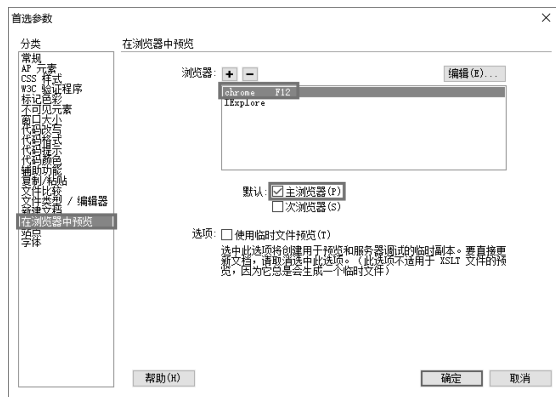 首选参数
分类
在浏览器中预览
常规
AP 元素
CSS 样式
W3C 验证程序
标记色彩
不可见元素
窗口大小
代码改写
代码格式
代码提示
代码颜色
辅助功能
复制/粘贴
文件比较
文件类型 / 编辑器
新建文档
在浏览器中预览
站点
字体
浏览器: + − 编辑(E)...
chrome F12
IExplore
默认: 主浏览器(P)
次浏览器(S)
选项: 使用临时文件预览(T)
选中此选项将创建用于预览和服务器调试的临时副本。要直接更
新文档，请取消选中此选项。（此选项不适用于 XSLT 文件的预
览，因为它总是会生成一个临时文件）
帮助(H) 确定 取消